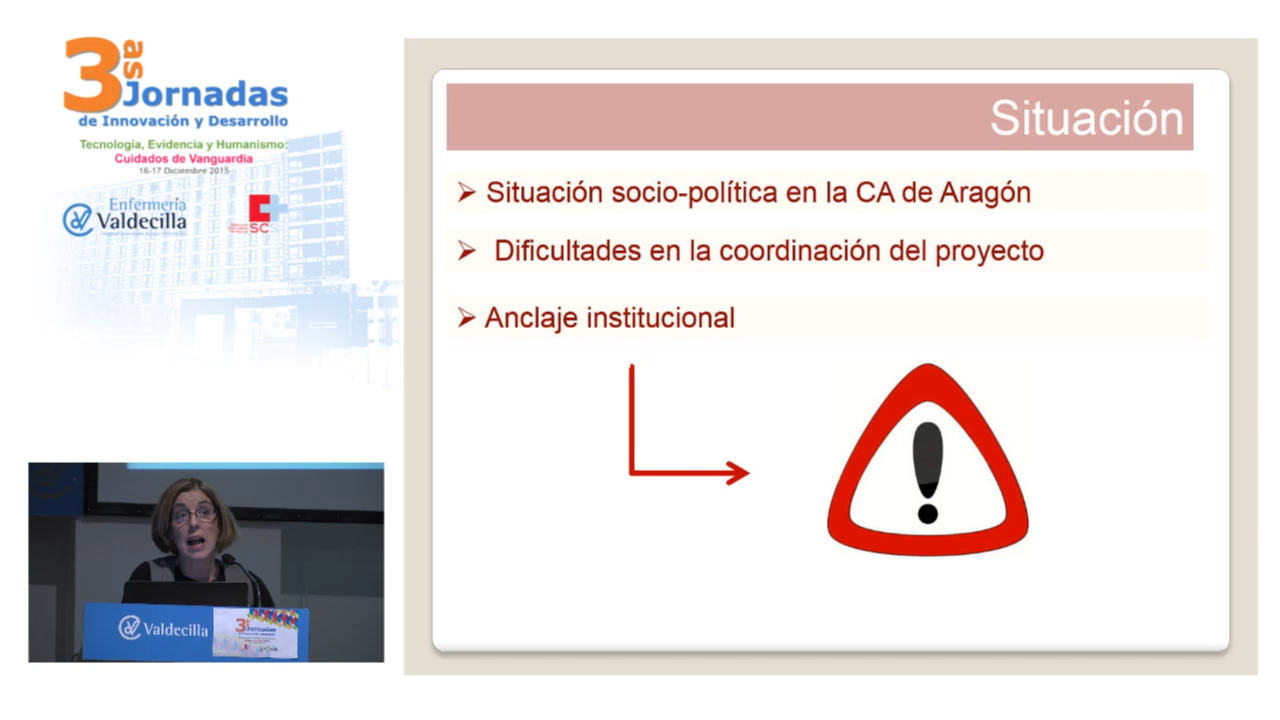 3as
Jornadas
de Innovación y Desarrollo
Tecnología, Evidencia y Humanismo:
Cuidados de Vanguardia
16-17 Diciembre 2015
Enfermería
Valdecilla
SC
Situación
Situación socio-política en la CA de Aragón
Dificultades en la coordinación del proyecto
Anclaje institucional
Valdecilla
3as
Jornadas